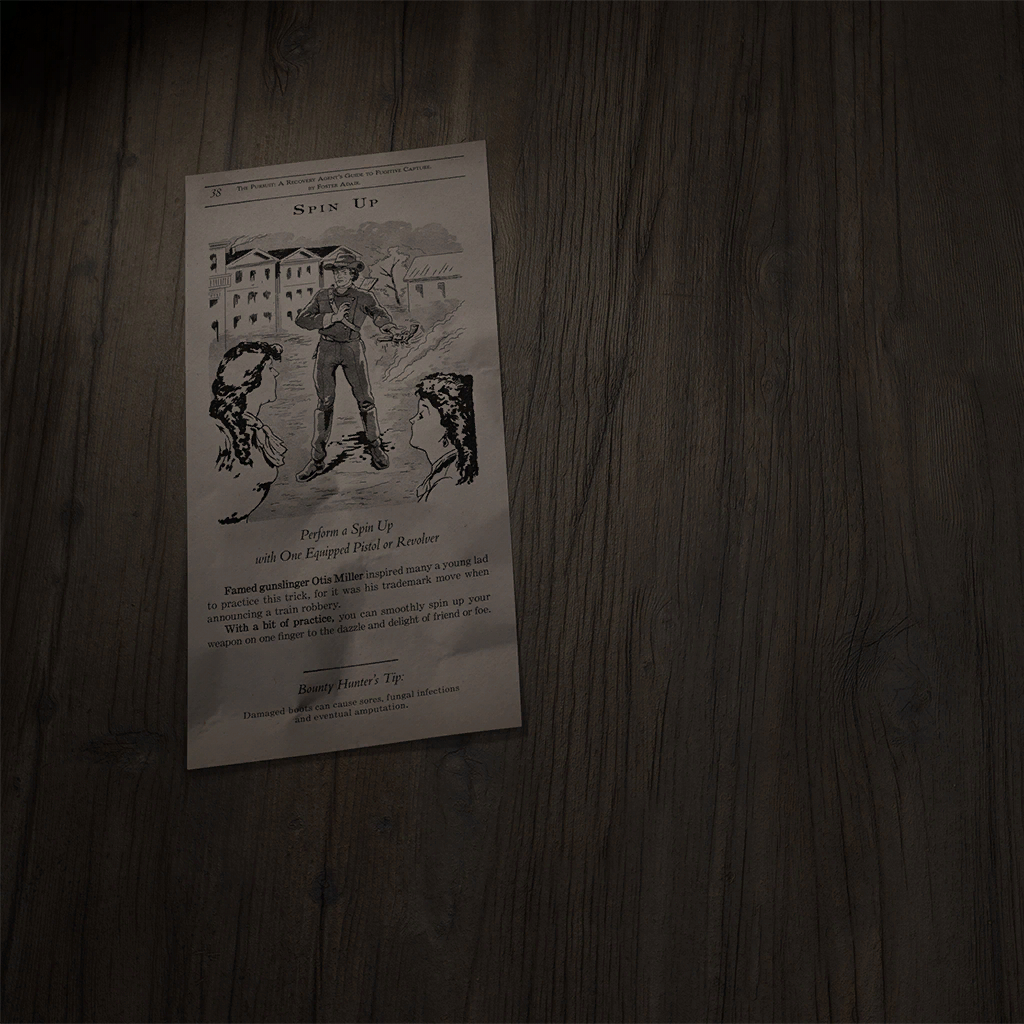 38
THE PURSUIT: A RECOVERY AGENT'S GUIDE TO FUGITIVE CAPTURE.
BY FOSTER ADAIR.
SPIN UP
Perform a Spin Up
with One Equipped Pistol or Revolver
Famed gunslinger Otis Miller inspired many a young lad
to practice this trick, for it was his trademark move when
announcing a train robbery.
With a bit of practice, you can smoothly spin up your
weapon on one finger to the dazzle and delight of friend or foe.
Bounty Hunter's Tip:
Damaged boots can cause sores, fungal infections
and eventual amputation.